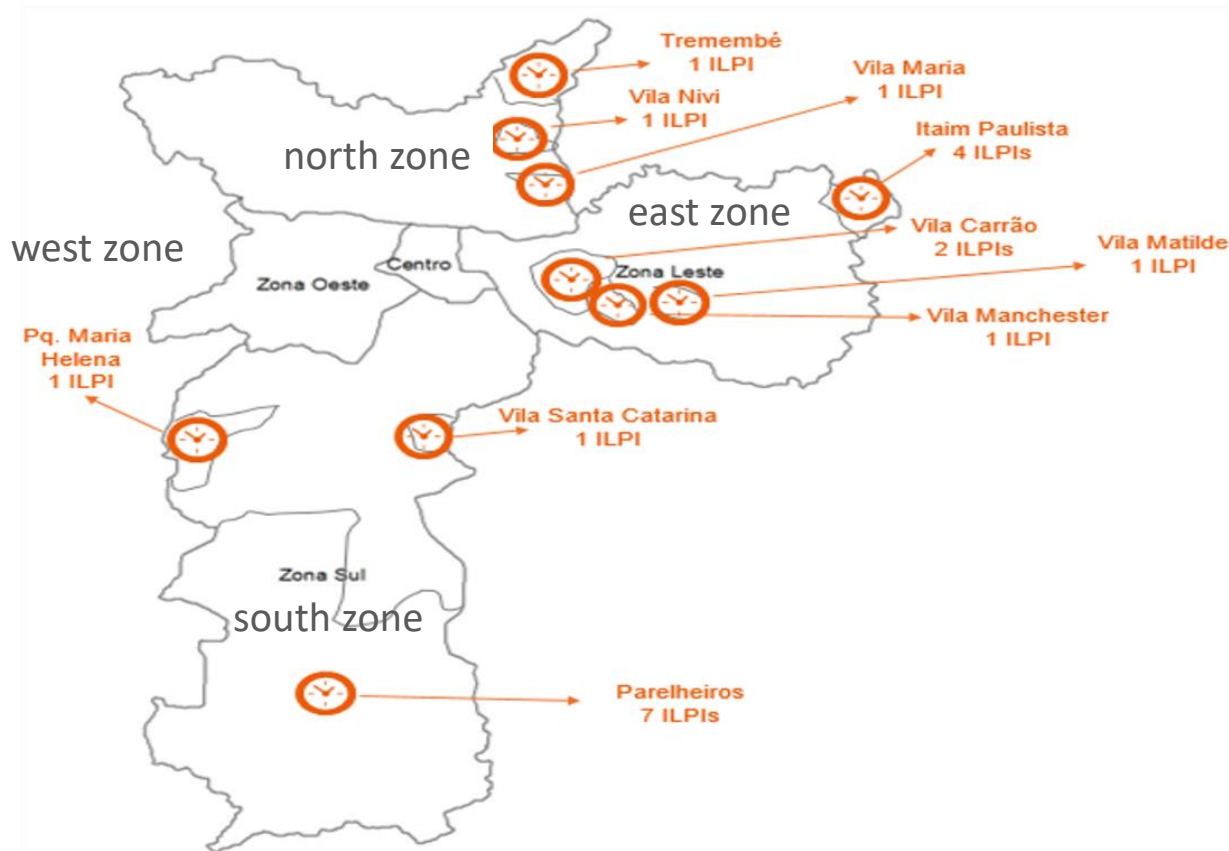 Tremembé
1 ILPI
Vila Maria
1 ILPI
Vila Nivi
1 ILPI
Itaim Paulista
4 ILPIs
north zone
east zone
west zone
Vila Carrão
2 ILPIs
Vila Matilde
1 ILPI
Centro
Zona Leste
Zona Oeste
Vila Manchester
1 ILPI
Pq. Maria
Helena
1 ILPI
Vila Santa Catarina
1 ILPI
Zona Sul
south zone
Parelheiros
7 ILPIs